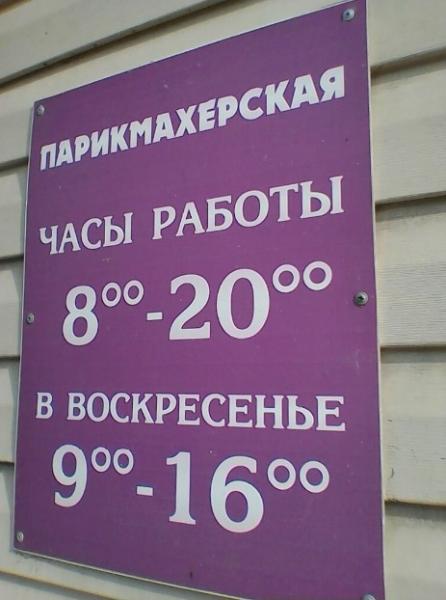 ПАРИКМАХЕРСКАЯ
ЧАСЫ РАБОТЫ
8⁰⁰-20⁰⁰
В ВОСКРЕСЕНЬЕ
9⁰⁰-16⁰⁰